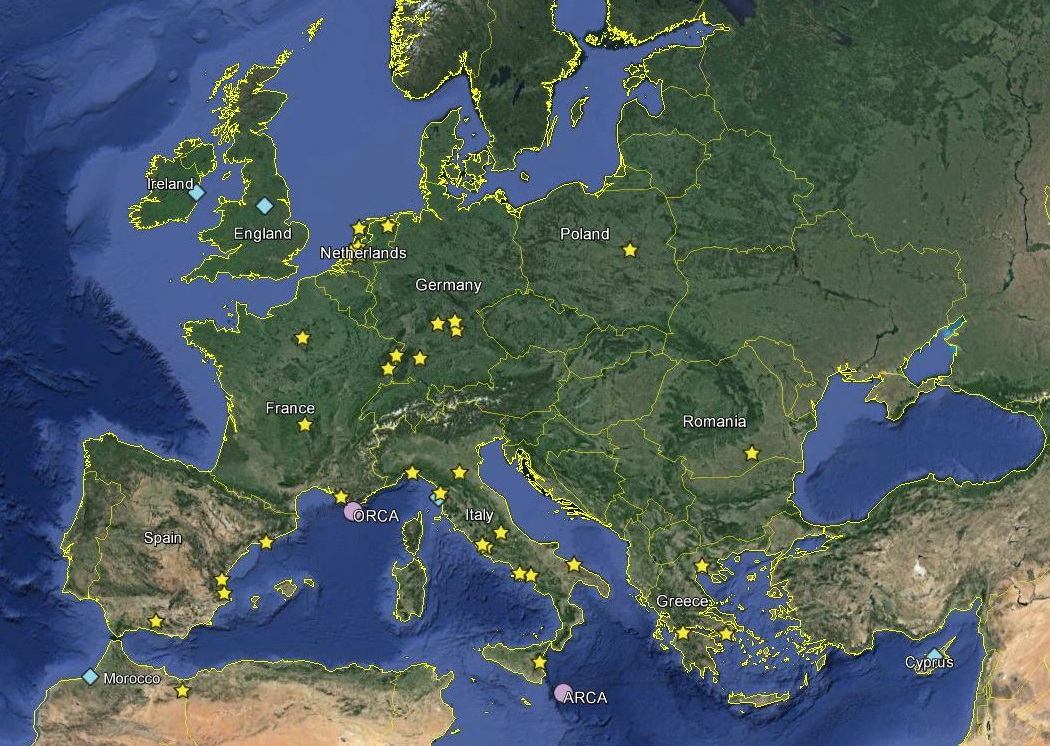 Ireland
England
Netherlands
Poland
Germany
France
Romania
ORCA
Italy
Spain
Greece
Cyprus
Morocco
ARCA